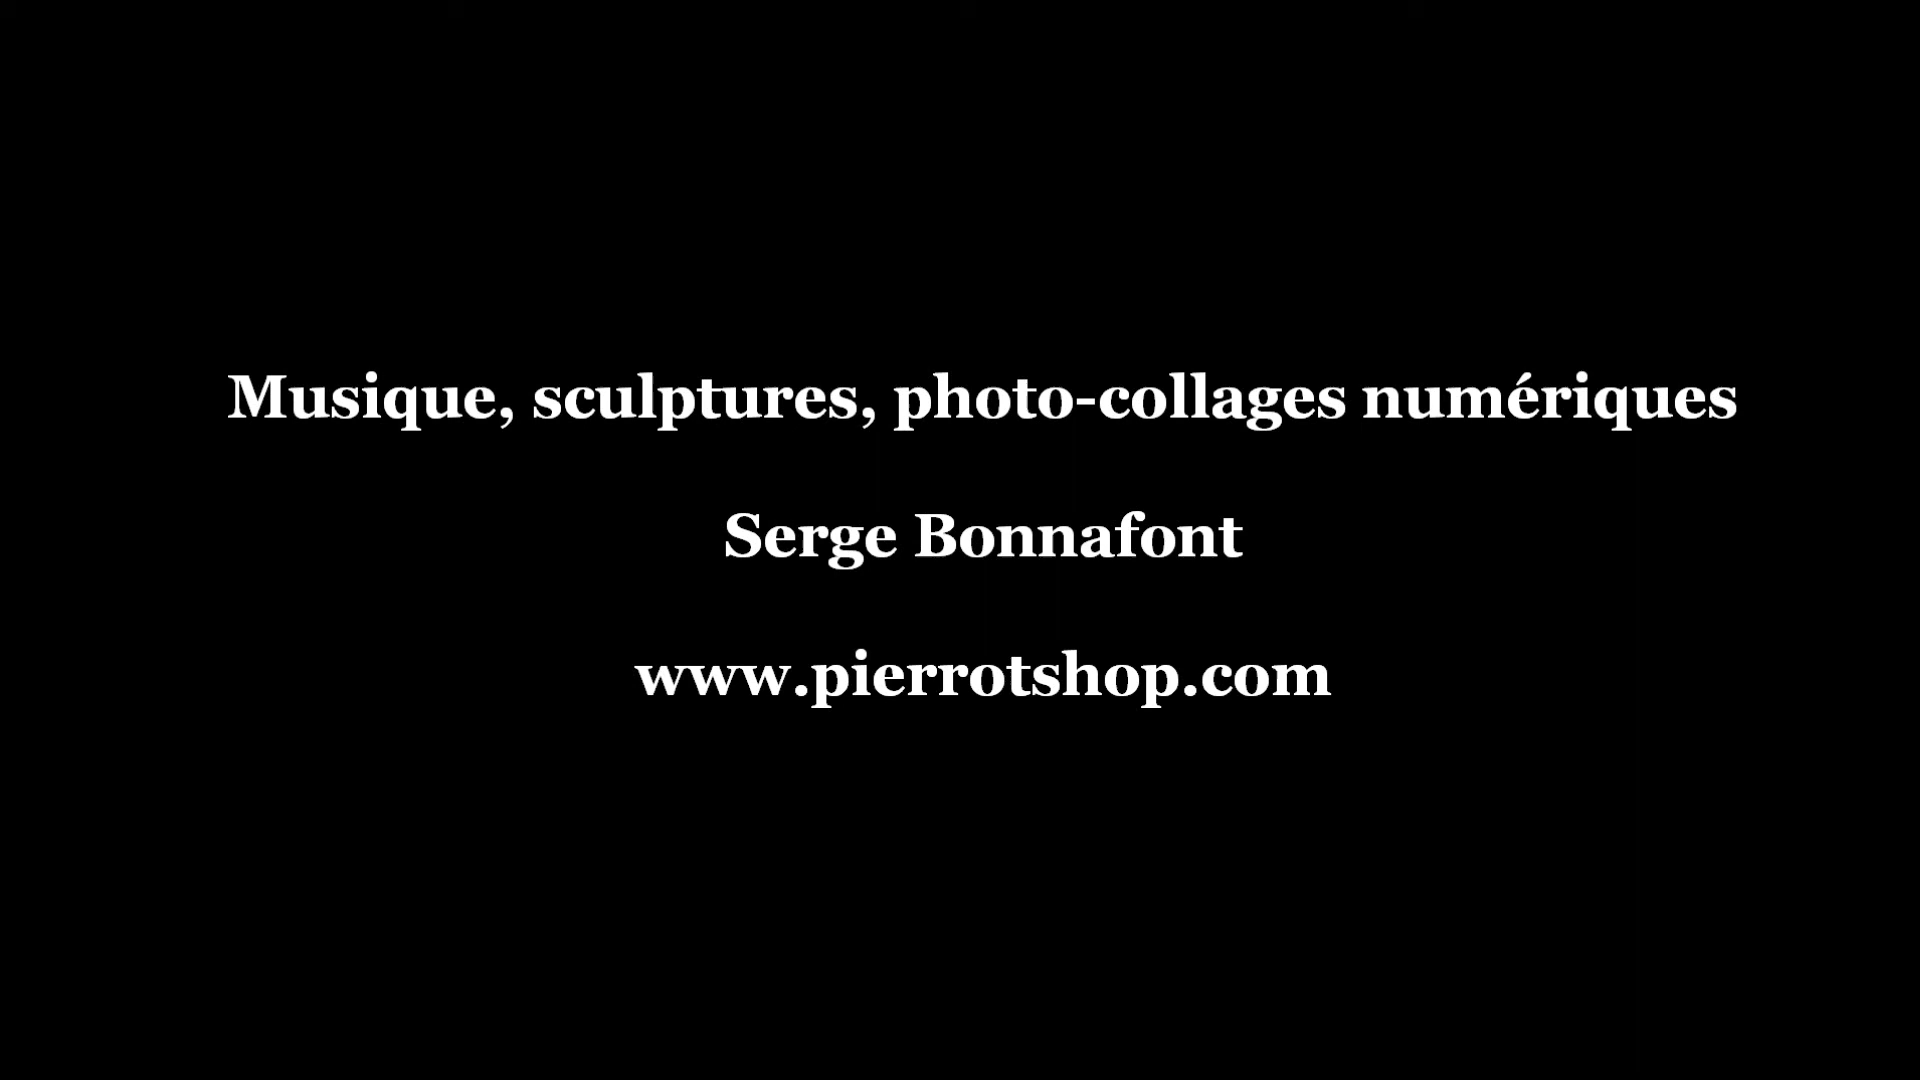 Musique, sculptures, photo-collages numériques
Serge Bonnafont
www.pierrotshop.com